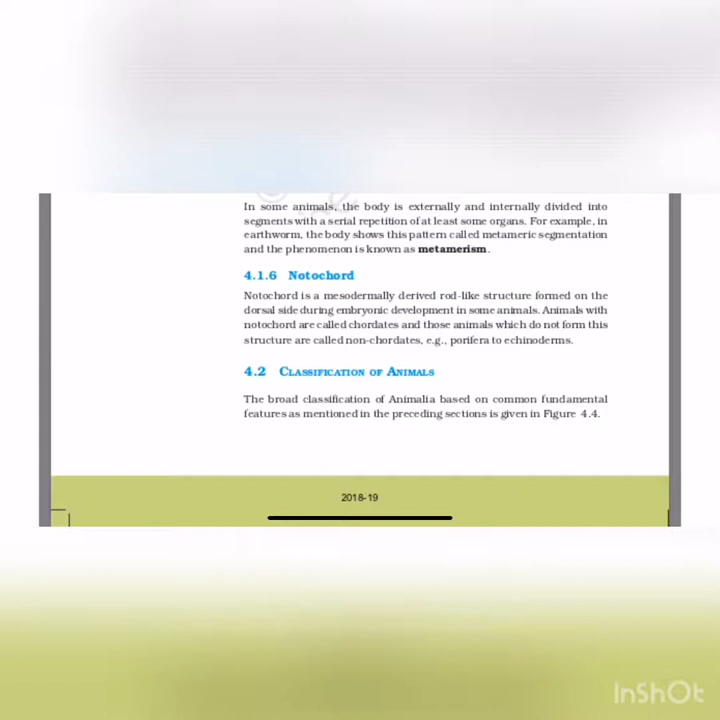 In some animals, the body is externally and internally divided into
segments with a serial repetition of at least some organs. For example, in
earthworm, the body shows this pattern called metameric segmentation
and the phenomenon is known as metamerism.
4.1.6 Notochord
Notochord is a mesodermally derived rod-like structure formed on the
dorsal side during embryonic development in some animals. Animals with
notochord are called chordates and those animals which do not form this
structure are called non-chordates, e.g., porifera to echinoderms.
4.2 CLASSIFICATION OF ANIMALS
The broad classification of Animalia based on common fundamental
features as mentioned in the preceding sections is given in Figure 4.4.
2018-19
InShOt